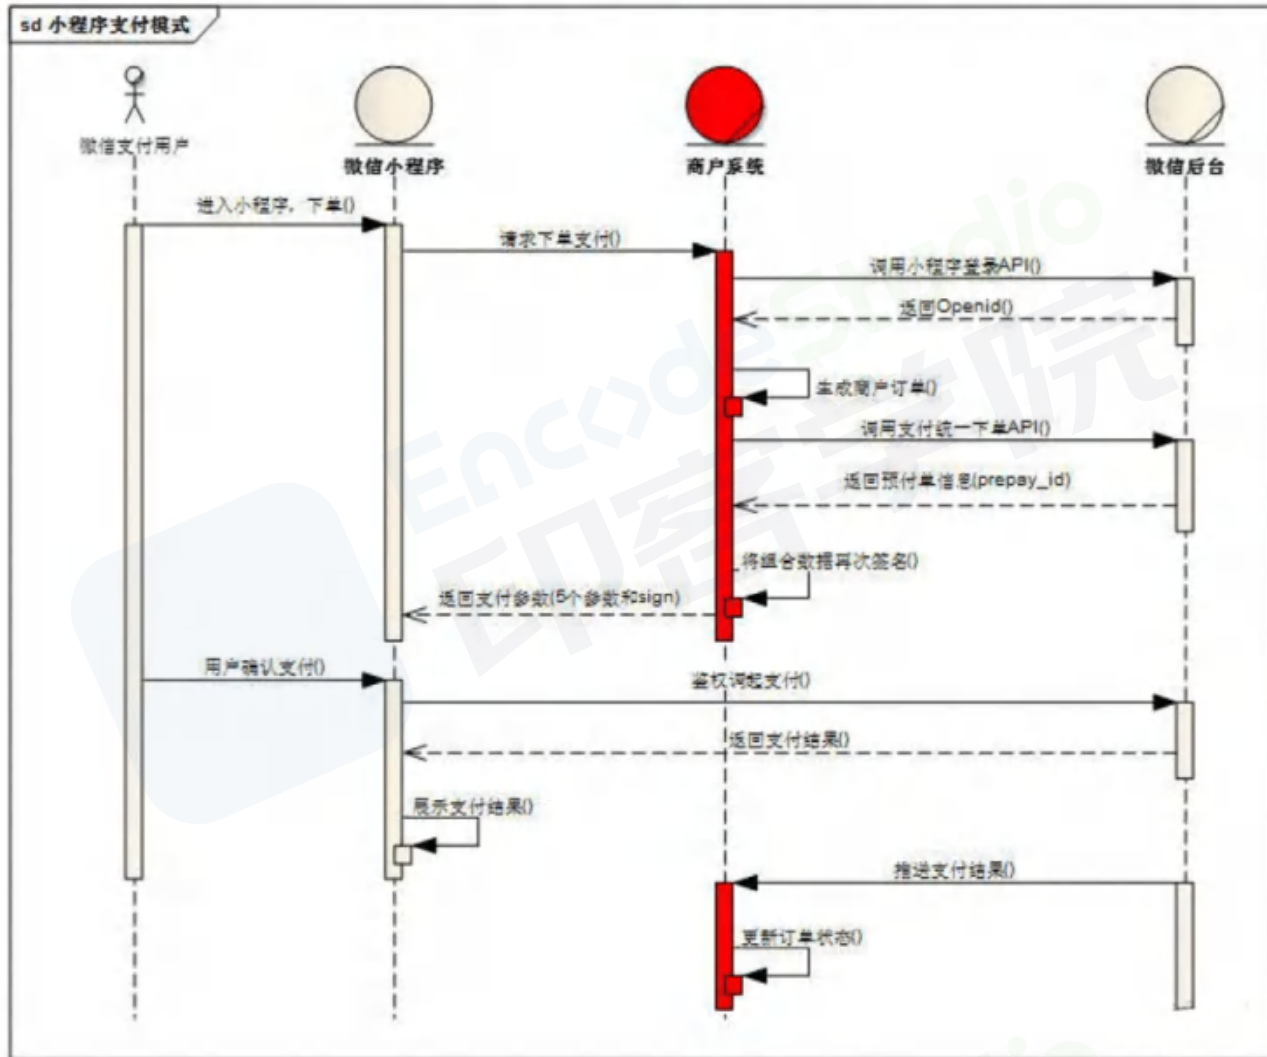 sd 小程序支付模式
微信支付用户
微信小程序
商户系统
微信后台
进入小程序，下单()
请求下单支付()
调用小程序登录API()
返回Openid()
生成商户订单()
调用支付统一下单API()
返回预付单信息(prepay_id)
将组合数据再次签名()
返回支付参数(5个参数和sign)
用户确认支付()
鉴权调起支付()
返回支付结果()
展示支付结果()
推送支付结果()
更新订单状态()
Enc<>deStudio
印客学院